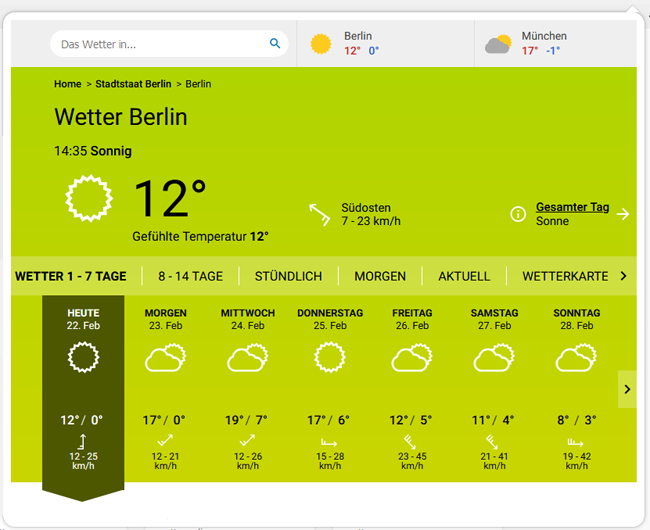 Das Wetter in...
Berlin
12° 0°
München
17° -1°
Home > Stadtstaat Berlin > Berlin
Wetter Berlin
14:35 Sonnig
12°
Gefühlte Temperatur 12°
Südosten
7 - 23 km/h
Gesamter Tag
Sonne
WETTER 1 - 7 TAGE
8 - 14 TAGE
STÜNDLICH
MORGEN
AKTUELL
WETTERKARTE
HEUTE
22. Feb
12° / 0°
12 - 25
km/h
MORGEN
23. Feb
17° / 0°
12 - 21
km/h
MITTWOCH
24. Feb
19° / 7°
12 - 26
km/h
DONNERSTAG
25. Feb
17° / 6°
15 - 28
km/h
FREITAG
26. Feb
12° / 5°
23 - 45
km/h
SAMSTAG
27. Feb
11° / 4°
21 - 41
km/h
SONNTAG
28. Feb
8° / 3°
19 - 42
km/h